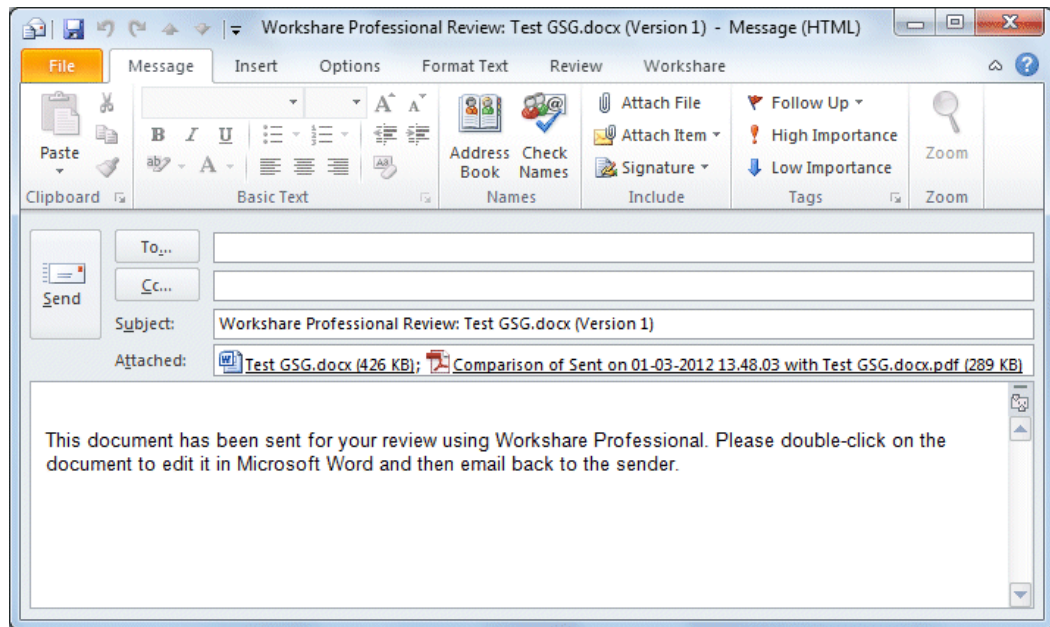 Workshare Professional Review: Test GSG.docx (Version 1) - Message (HTML)
File Message Insert Options Format Text Review Workshare
Paste
Clipboard
B I U
A A
ab A
Aa
Basic Text
Address Book
Check Names
Names
Attach File
Attach Item
Signature
Include
Follow Up
High Importance
Low Importance
Tags
Zoom
Zoom
Send
To...
Cc...
Subject: Workshare Professional Review: Test GSG.docx (Version 1)
Attached: Test GSG.docx (426 KB); Comparison of Sent on 01-03-2012 13.48.03 with Test GSG.docx.pdf (289 KB)
This document has been sent for your review using Workshare Professional. Please double-click on the
document to edit it in Microsoft Word and then email back to the sender.